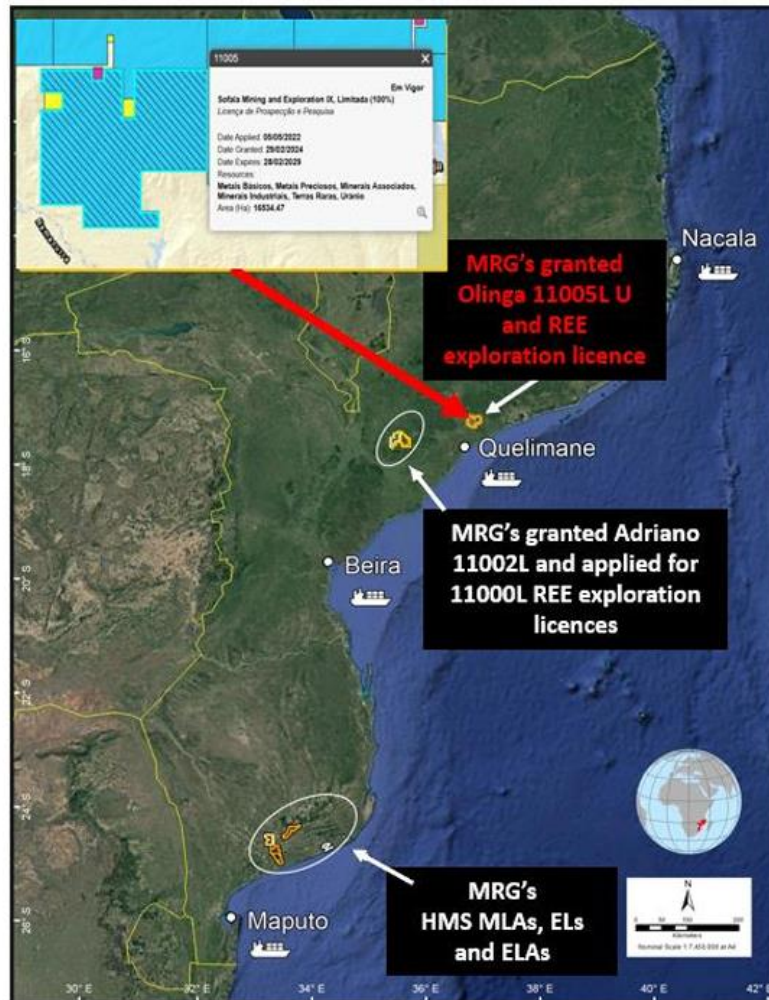 11005
X
Em Vigor
Sofala Mining and Exploration IX, Limitada (100%)
Licença de Prospecção e Pesquisa
Date Applied: 05/05/2022
Date Granted: 29/02/2024
Date Expires: 28/02/2029
Resources:
Metais Básicos, Metais Preciosos, Minerais Associados,
Minerais Industriais, Terras Raras, Urânio
Area (Ha): 16534.47
Nacala
MRG's granted
Olinga 11005L U
and REE
exploration licence
16° S
18° S
Quelimane
MRG's granted Adriano
11002L and applied for
11000L REE exploration
licences
Beira
20° S
22° S
24° S
MRG's
HMS MLAs, ELs
and ELAs
Maputo
26° S
N
Kilometers
30° E
32° E
34° E
36° E
38° E
40° E
42° E